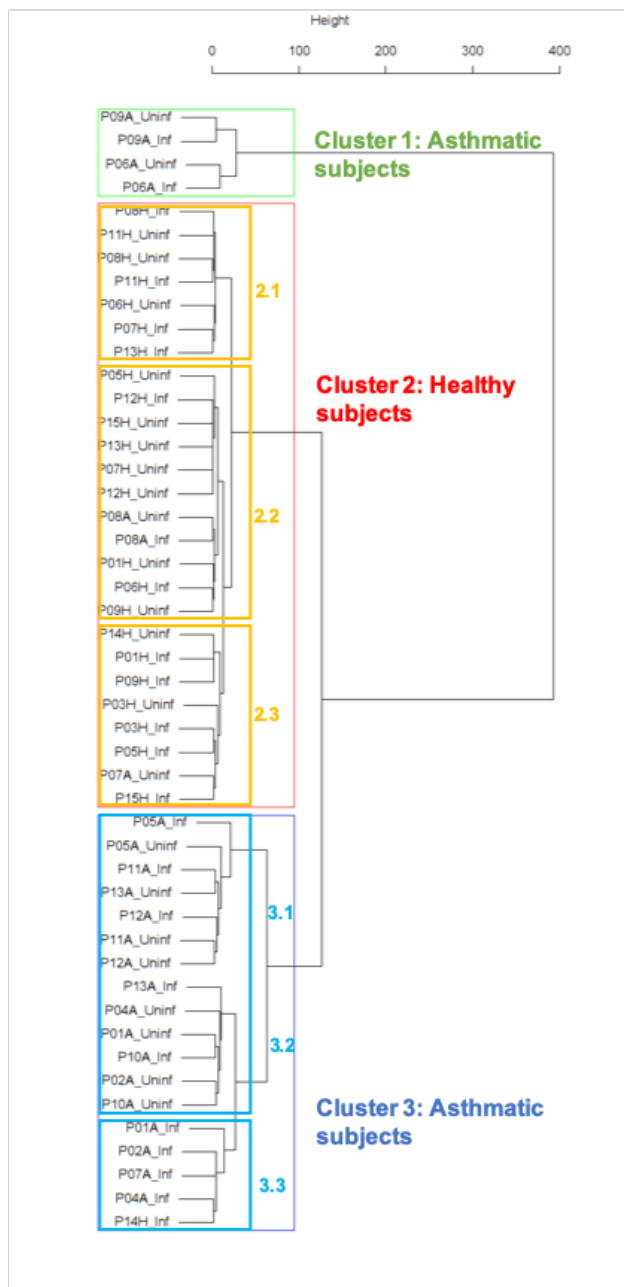 Height
0 100 200 300 400
P09A_Uninf
P09A_Inf
P06A_Uninf
P06A_Inf
Cluster 1: Asthmatic
subjects
P08H_Inf
P11H_Uninf
P08H_Uninf
P11H_Inf
P06H_Uninf
P07H_Inf
P13H_Inf
2.1
P05H_Uninf
P12H_Inf
P15H_Uninf
P13H_Uninf
P07H_Uninf
P12H_Uninf
P08A_Uninf
P08A_Inf
P01H_Uninf
P06H_Inf
P09H_Uninf
2.2
Cluster 2: Healthy
subjects
P14H_Uninf
P01H_Inf
P09H_Inf
P03H_Uninf
P03H_Inf
P05H_Inf
P07A_Uninf
P15H_Inf
2.3
P05A_Inf
P05A_Uninf
P11A_Inf
P13A_Uninf
P12A_Inf
P11A_Uninf
P12A_Uninf
3.1
P13A_Inf
P04A_Uninf
P01A_Uninf
P10A_Inf
P02A_Uninf
P10A_Uninf
3.2
Cluster 3: Asthmatic
subjects
P01A_Inf
P02A_Inf
P07A_Inf
P04A_Inf
P14H_Inf
3.3